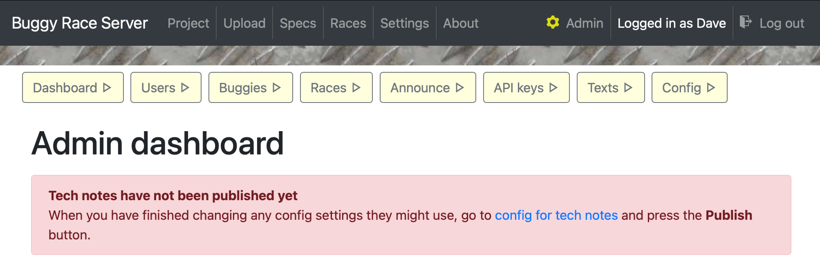 Buggy Race Server Project Upload Specs Races Settings About Admin Logged in as Dave Log out
Dashboard Users Buggies Races Announce API keys Texts Config
Admin dashboard
Tech notes have not been published yet
When you have finished changing any config settings they might use, go to config for tech notes and press the Publish
button.